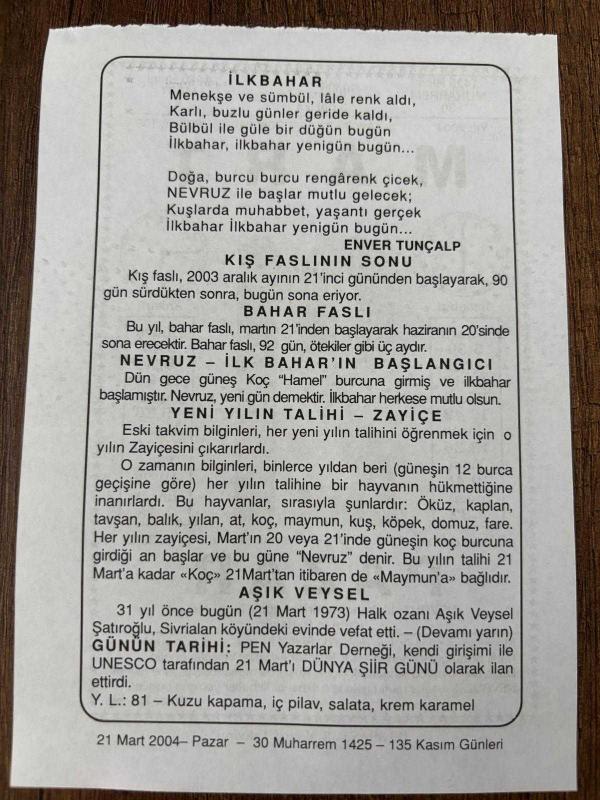 İLKBAHAR
Menekşe ve sümbül, lâle renk aldı,
Karlı, buzlu günler geride kaldı,
Bülbül ile güle bir düğün bugün
İlkbahar, ilkbahar yenigün bugün...
Doğa, burcu burcu rengârenk çicek,
NEVRUZ ile başlar mutlu gelecek;
Kuşlarda muhabbet, yaşantı gerçek
İlkbahar İlkbahar yenigün bugün...
ENVER TUNÇALP
KIŞ FASLININ SONU
Kış faslı, 2003 aralık ayının 21'inci gününden başlayarak, 90
gün sürdükten sonra, bugün sona eriyor.
BAHAR FASLI
Bu yıl, bahar faslı, martın 21'inden başlayarak haziranın 20'sinde
sona erecektir. Bahar faslı, 92 gün, ötekiler gibi üç aydır.
NEVRUZ – İLK BAHAR'IN BAŞLANGICI
Dün gece güneş Koç "Hamel" burcuna girmiş ve ilkbahar
başlamıştır. Nevruz, yeni gün demektir. İlkbahar herkese mutlu olsun.
YENİ YILIN TALİHİ – ZAYİÇE
Eski takvim bilginleri, her yeni yılın talihini öğrenmek için o
yılın Zayiçesini çıkarırlardı.
O zamanın bilginleri, binlerce yıldan beri (güneşin 12 burca
geçişine göre) her yılın talihine bir hayvanın hükmettiğine
inanırlardı. Bu hayvanlar, sırasıyla şunlardır: Öküz, kaplan,
tavşan, balık, yılan, at, koç, maymun, kuş, köpek, domuz, fare.
Her yılın zayiçesi, Mart'ın 20 veya 21'inde güneşin koç burcuna
girdiği an başlar ve bu güne "Nevruz" denir. Bu yılın talihi 21
Mart'a kadar «Koç» 21Mart'tan itibaren de «Maymun'a» bağlıdır.
AŞIK VEYSEL
31 yıl önce bugün (21 Mart 1973) Halk ozanı Aşık Veysel
Şatıroğlu, Sivrialan köyündeki evinde vefat etti. – (Devamı yarın)
GÜNÜN TARİHİ: PEN Yazarlar Derneği, kendi girişimi ile
UNESCO tarafından 21 Mart'ı DÜNYA ŞİİR GÜNÜ olarak ilan
ettirdi.
Y. L.: 81 – Kuzu kapama, iç pilav, salata, krem karamel
21 Mart 2004– Pazar – 30 Muharrem 1425 – 135 Kasım Günleri